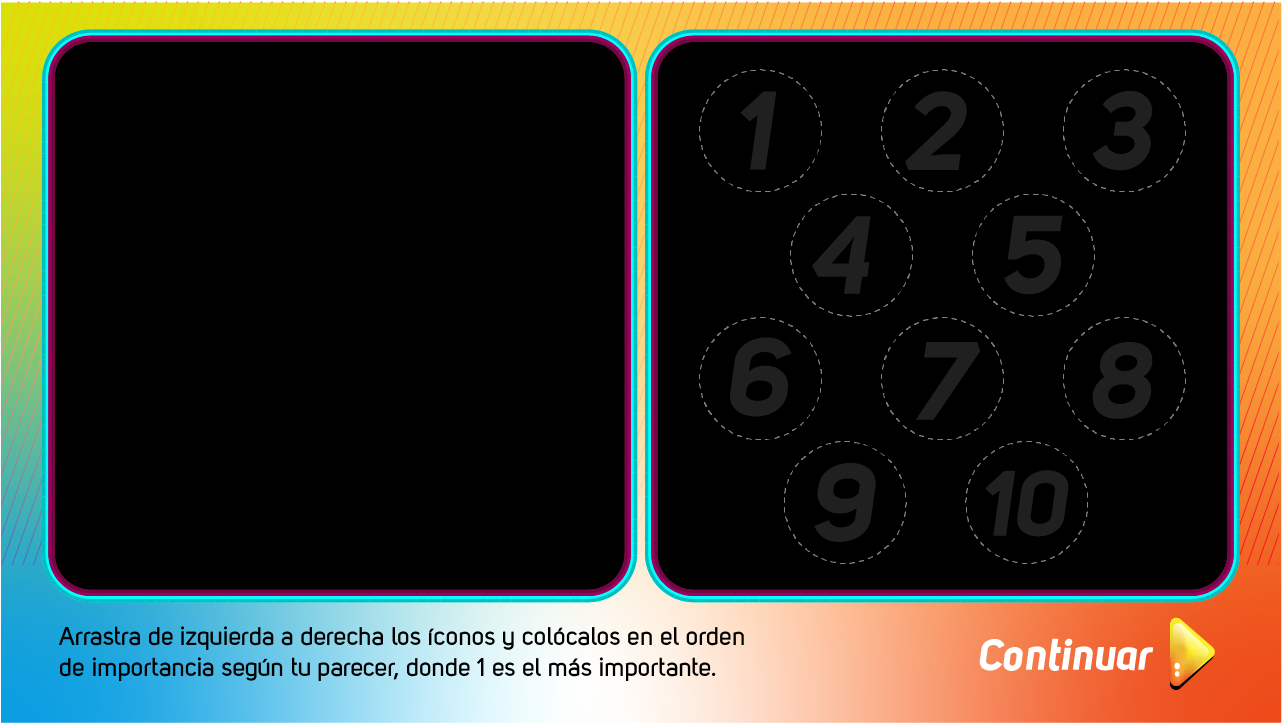 1 2 3
4 5
6 7 8
9 10
Arrastra de izquierda a derecha los íconos y colócalos en el orden
de importancia según tu parecer, donde 1 es el más importante.
Continuar